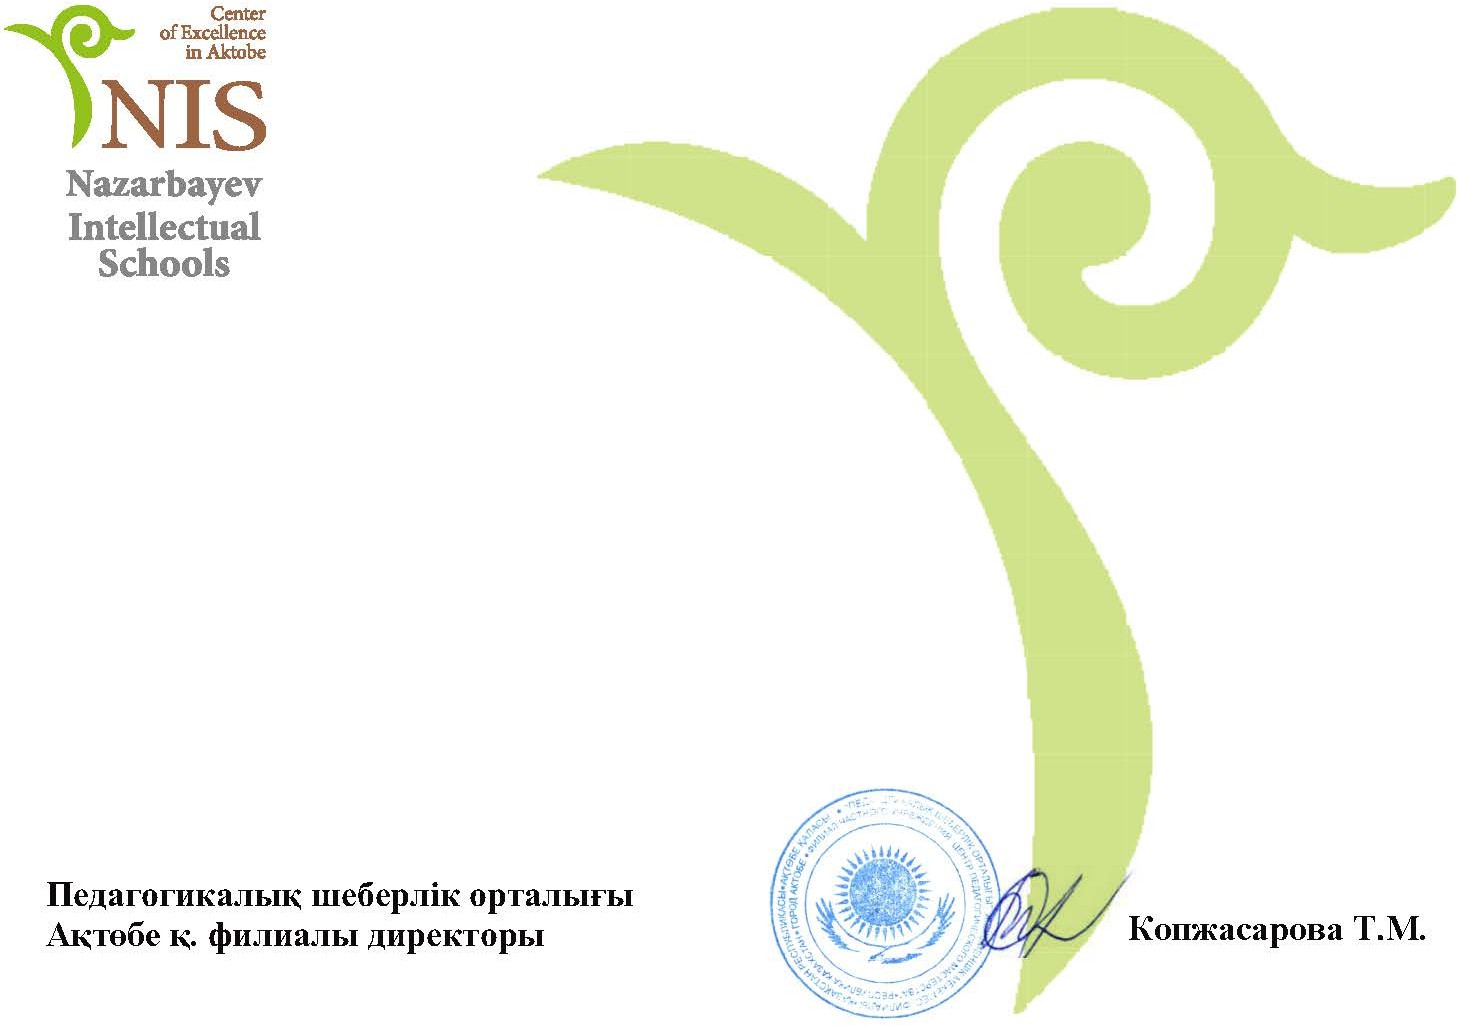 Center
of Excellence
in Aktobe
NIS
Nazarbayev
Intellectual
Schools
Педагогикалық шеберлік орталығы
Ақтөбе қ. филиалы директоры
Копжасарова Т.М.